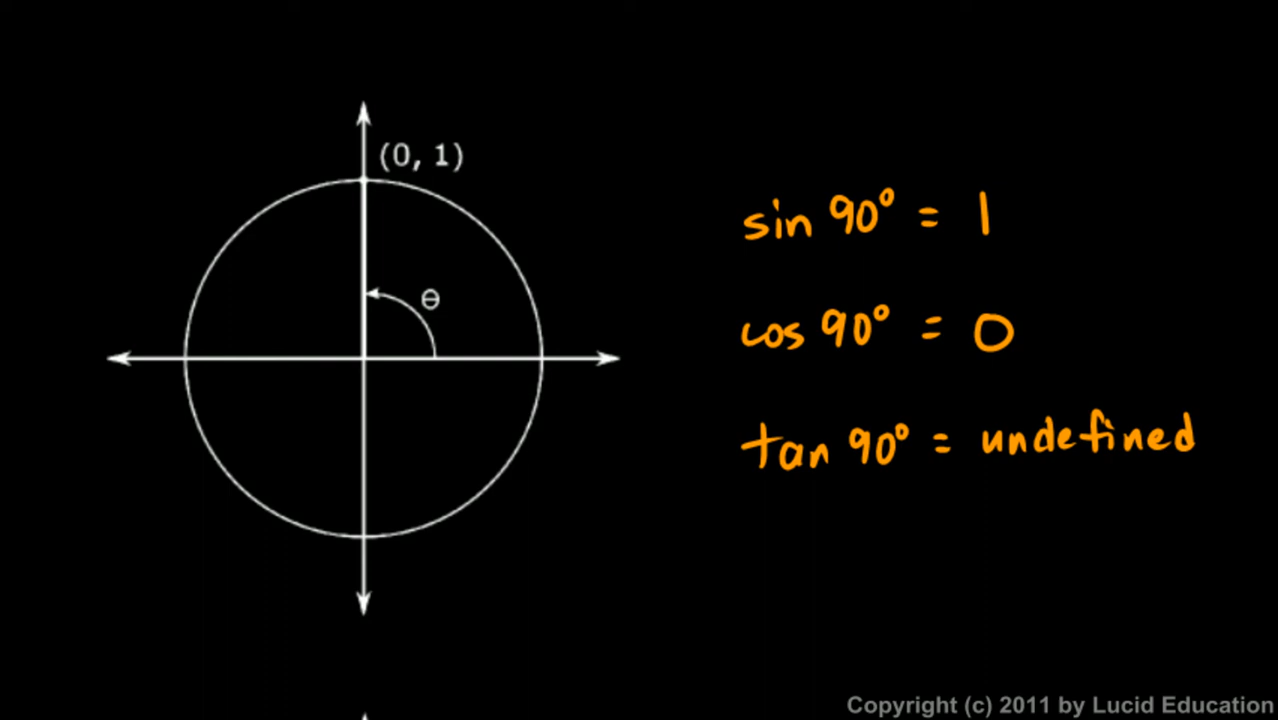 (0, 1)
θ
sin 90° = 1
cos 90° = 0
tan 90° = undefined
Copyright (c) 2011 by Lucid Education